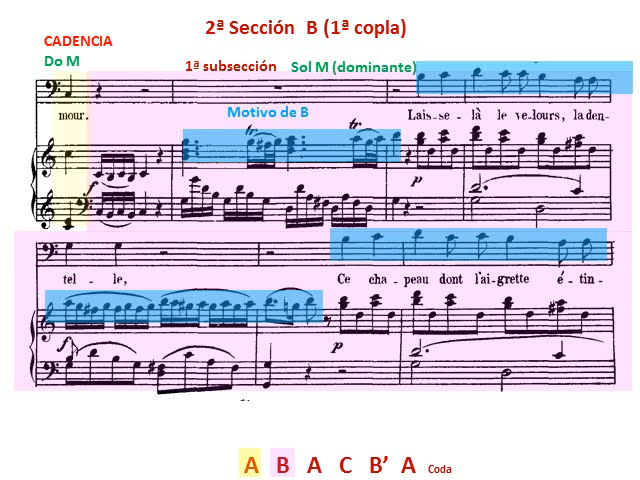 2ª Sección B (1ª copla)
CADENCIA
Do M
1ª subsección Sol M (dominante)
Motivo de B
mour. Lais-se-là le ve-lours, la den-
tel-le, Ce cha-peau dont l'ai-grette é-tin-
A B A C B' A Coda